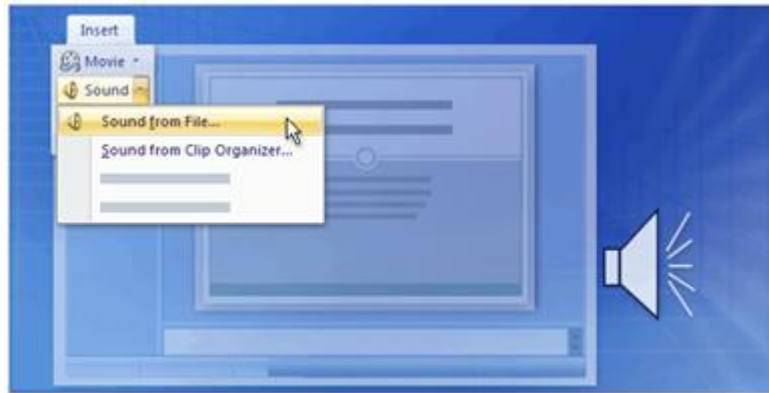 Insert
Movie
Sound
Sound from File...
Sound from Clip Organizer...